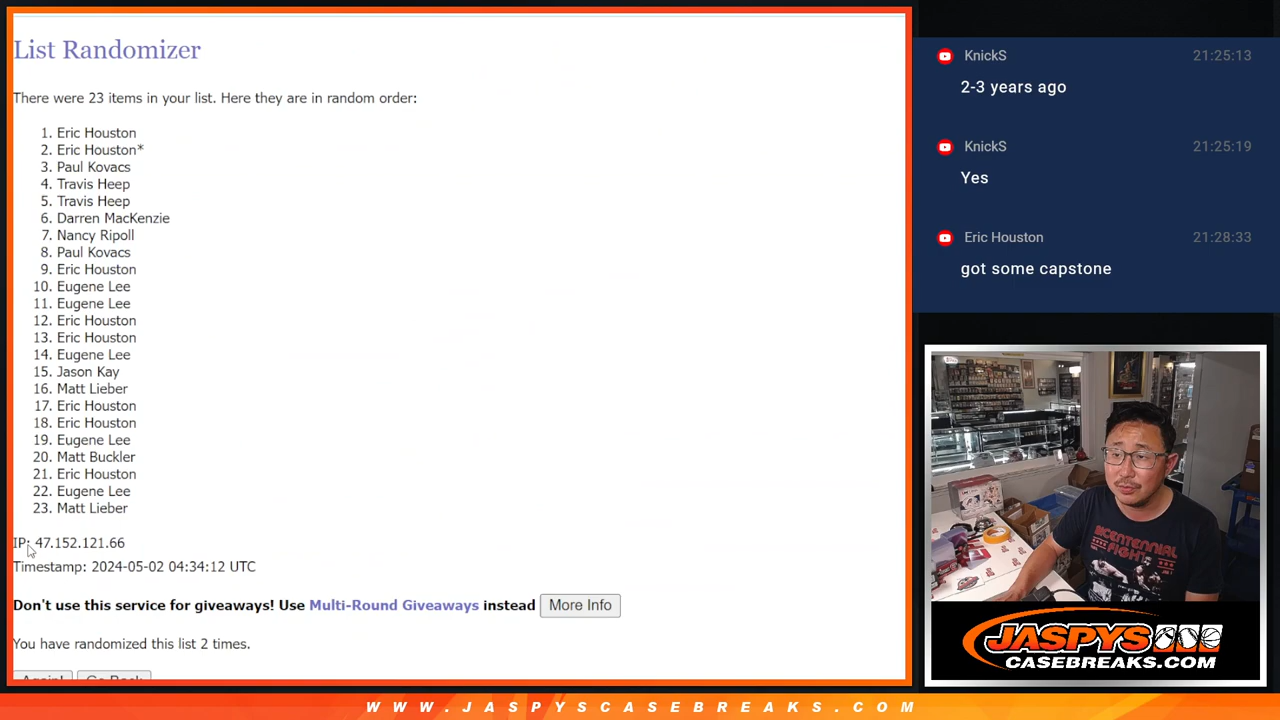 List Randomizer
There were 23 items in your list. Here they are in random order:
1. Eric Houston
2. Eric Houston*
3. Paul Kovacs
4. Travis Heep
5. Travis Heep
6. Darren MacKenzie
7. Nancy Ripoll
8. Paul Kovacs
9. Eric Houston
10. Eugene Lee
11. Eugene Lee
12. Eric Houston
13. Eric Houston
14. Eugene Lee
15. Jason Kay
16. Matt Lieber
17. Eric Houston
18. Eric Houston
19. Eugene Lee
20. Matt Buckler
21. Eric Houston
22. Eugene Lee
23. Matt Lieber
IP: 47.152.121.66
Timestamp: 2024-05-02 04:34:12 UTC
Don't use this service for giveaways! Use Multi-Round Giveaways instead More Info
You have randomized this list 2 times.
Again! Go Back
KnickS 21:25:13
2-3 years ago
KnickS 21:25:19
Yes
Eric Houston 21:28:33
got some capstone
BICENTENNIAL
FIGHT
JASPYS
CASEBREAKS.COM
WWW.JASPYSCASEBREAKS.COM